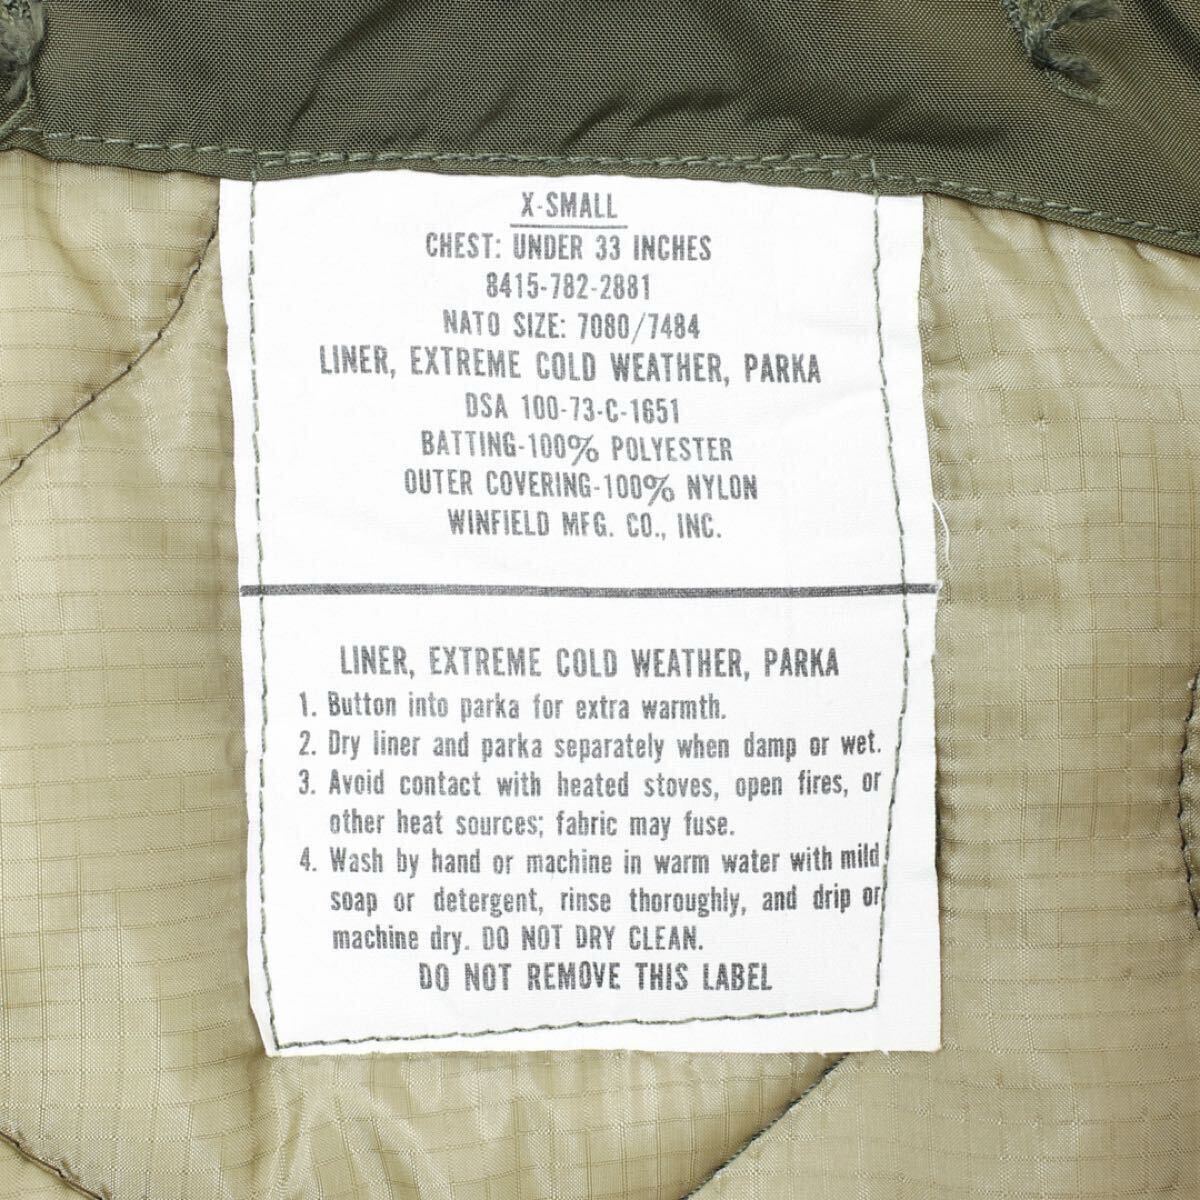 X-SMALL
CHEST: UNDER 33 INCHES
8415-782-2881
NATO SIZE: 7080/7484
LINER, EXTREME COLD WEATHER, PARKA
DSA 100-73-C-1651
BATTING-100% POLYESTER
OUTER COVERING-100% NYLON
WINFIELD MFG. CO., INC.
LINER, EXTREME COLD WEATHER, PARKA
1. Button into parka for extra warmth.
2. Dry liner and parka separately when damp or wet.
3. Avoid contact with heated stoves, open fires, or
other heat sources; fabric may fuse.
4. Wash by hand or machine in warm water with mild
soap or detergent, rinse thoroughly, and drip or
machine dry. DO NOT DRY CLEAN.
DO NOT REMOVE THIS LABEL